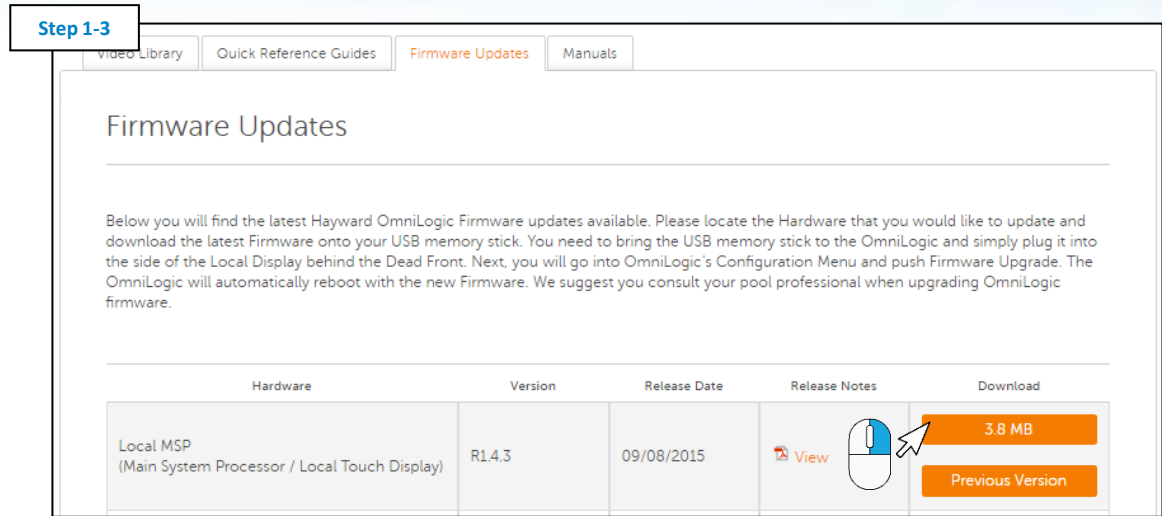 Step 1-3
Video Library
Quick Reference Guides
Firmware Updates
Manuals
Firmware Updates
Below you will find the latest Hayward OmniLogic Firmware updates available. Please locate the Hardware that you would like to update and
download the latest Firmware onto your USB memory stick. You need to bring the USB memory stick to the OmniLogic and simply plug it into
the side of the Local Display behind the Dead Front. Next, you will go into OmniLogic's Configuration Menu and push Firmware Upgrade. The
OmniLogic will automatically reboot with the new Firmware. We suggest you consult your pool professional when upgrading OmniLogic
firmware.
Hardware Version Release Date Release Notes Download
Local MSP
(Main System Processor / Local Touch Display)
R1.4.3
09/08/2015
View
3.8 MB
Previous Version